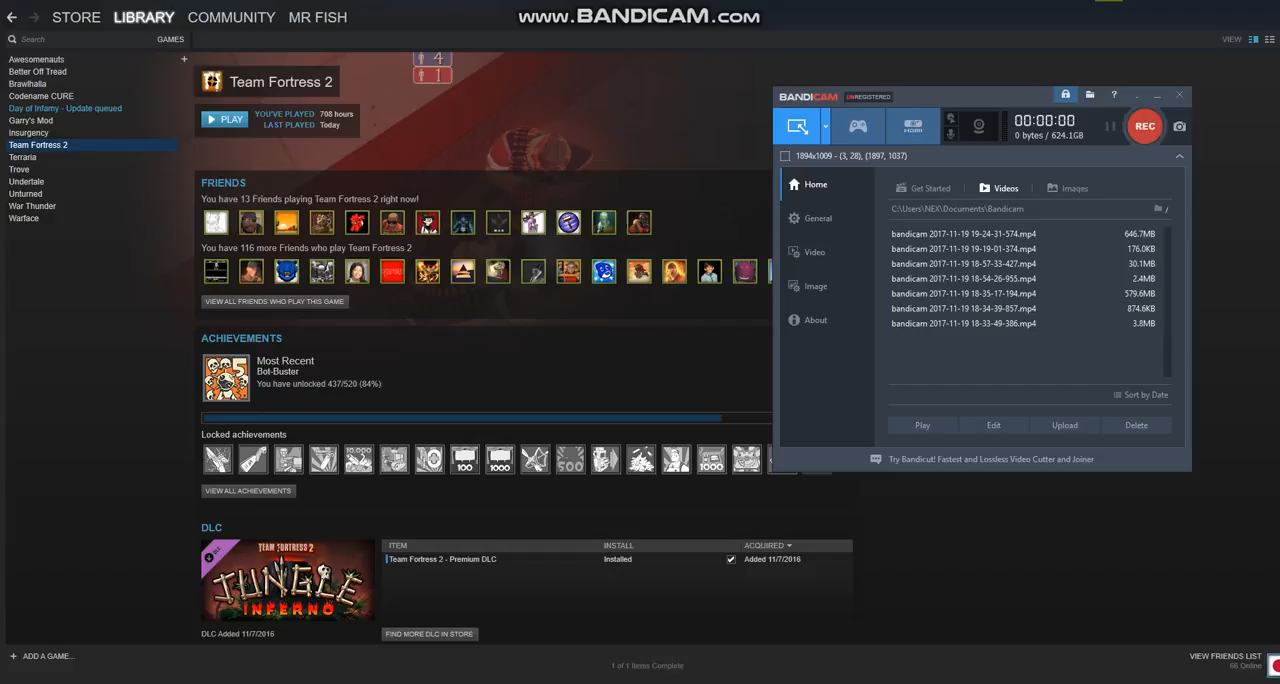 STORE LIBRARY COMMUNITY MR FISH
www.BANDICAM.com
Search GAMES
VIEW
Awesomenauts
Better Off Tread
Brawlhalla
Codename CURE
Day of Infamy - Update queued
Garry's Mod
Insurgency
Team Fortress 2
Terraria
Trove
Undertale
Unturned
War Thunder
Warface
4
1
Team Fortress 2
PLAY
YOU'VE PLAYED 708 hours
LAST PLAYED Today
FRIENDS
You have 13 Friends playing Team Fortress 2 right now!
You have 116 more Friends who play Team Fortress 2
VIEW ALL FRIENDS WHO PLAY THIS GAME
ACHIEVEMENTS
5
Most Recent
Bot-Buster
You have unlocked 437/520 (84%)
Locked achievements
10,000
100
1000
500
1000
VIEW ALL ACHIEVEMENTS
DLC
DLC
TEAM FORTRESS 2
JUNGLE
INFERNO
DLC Added 11/7/2016
ITEM INSTALL ACQUIRED
Team Fortress 2 - Premium DLC Installed Added 11/7/2016
FIND MORE DLC IN STORE
BANDICAM UNREGISTERED
?
HDMI
00:00:00
0 bytes / 624.1GB
REC
1894x1009 - (3, 28), (1897, 1037)
Home
General
Video
Image
About
Get Started Videos Images
C:\Users\NEX\Documents\Bandicam
bandicam 2017-11-19 19-24-31-574.mp4 646.7MB
bandicam 2017-11-19 19-19-01-374.mp4 176.0KB
bandicam 2017-11-19 18-57-33-427.mp4 30.1MB
bandicam 2017-11-19 18-54-26-955.mp4 2.4MB
bandicam 2017-11-19 18-35-17-194.mp4 579.6MB
bandicam 2017-11-19 18-34-39-857.mp4 874.6KB
bandicam 2017-11-19 18-33-49-386.mp4 3.8MB
Sort by Date
Play Edit Upload Delete
Try Bandicut! Fastest and Lossless Video Cutter and Joiner
+ ADD A GAME...
1 of 1 Items Complete
VIEW FRIENDS LIST
66 Online